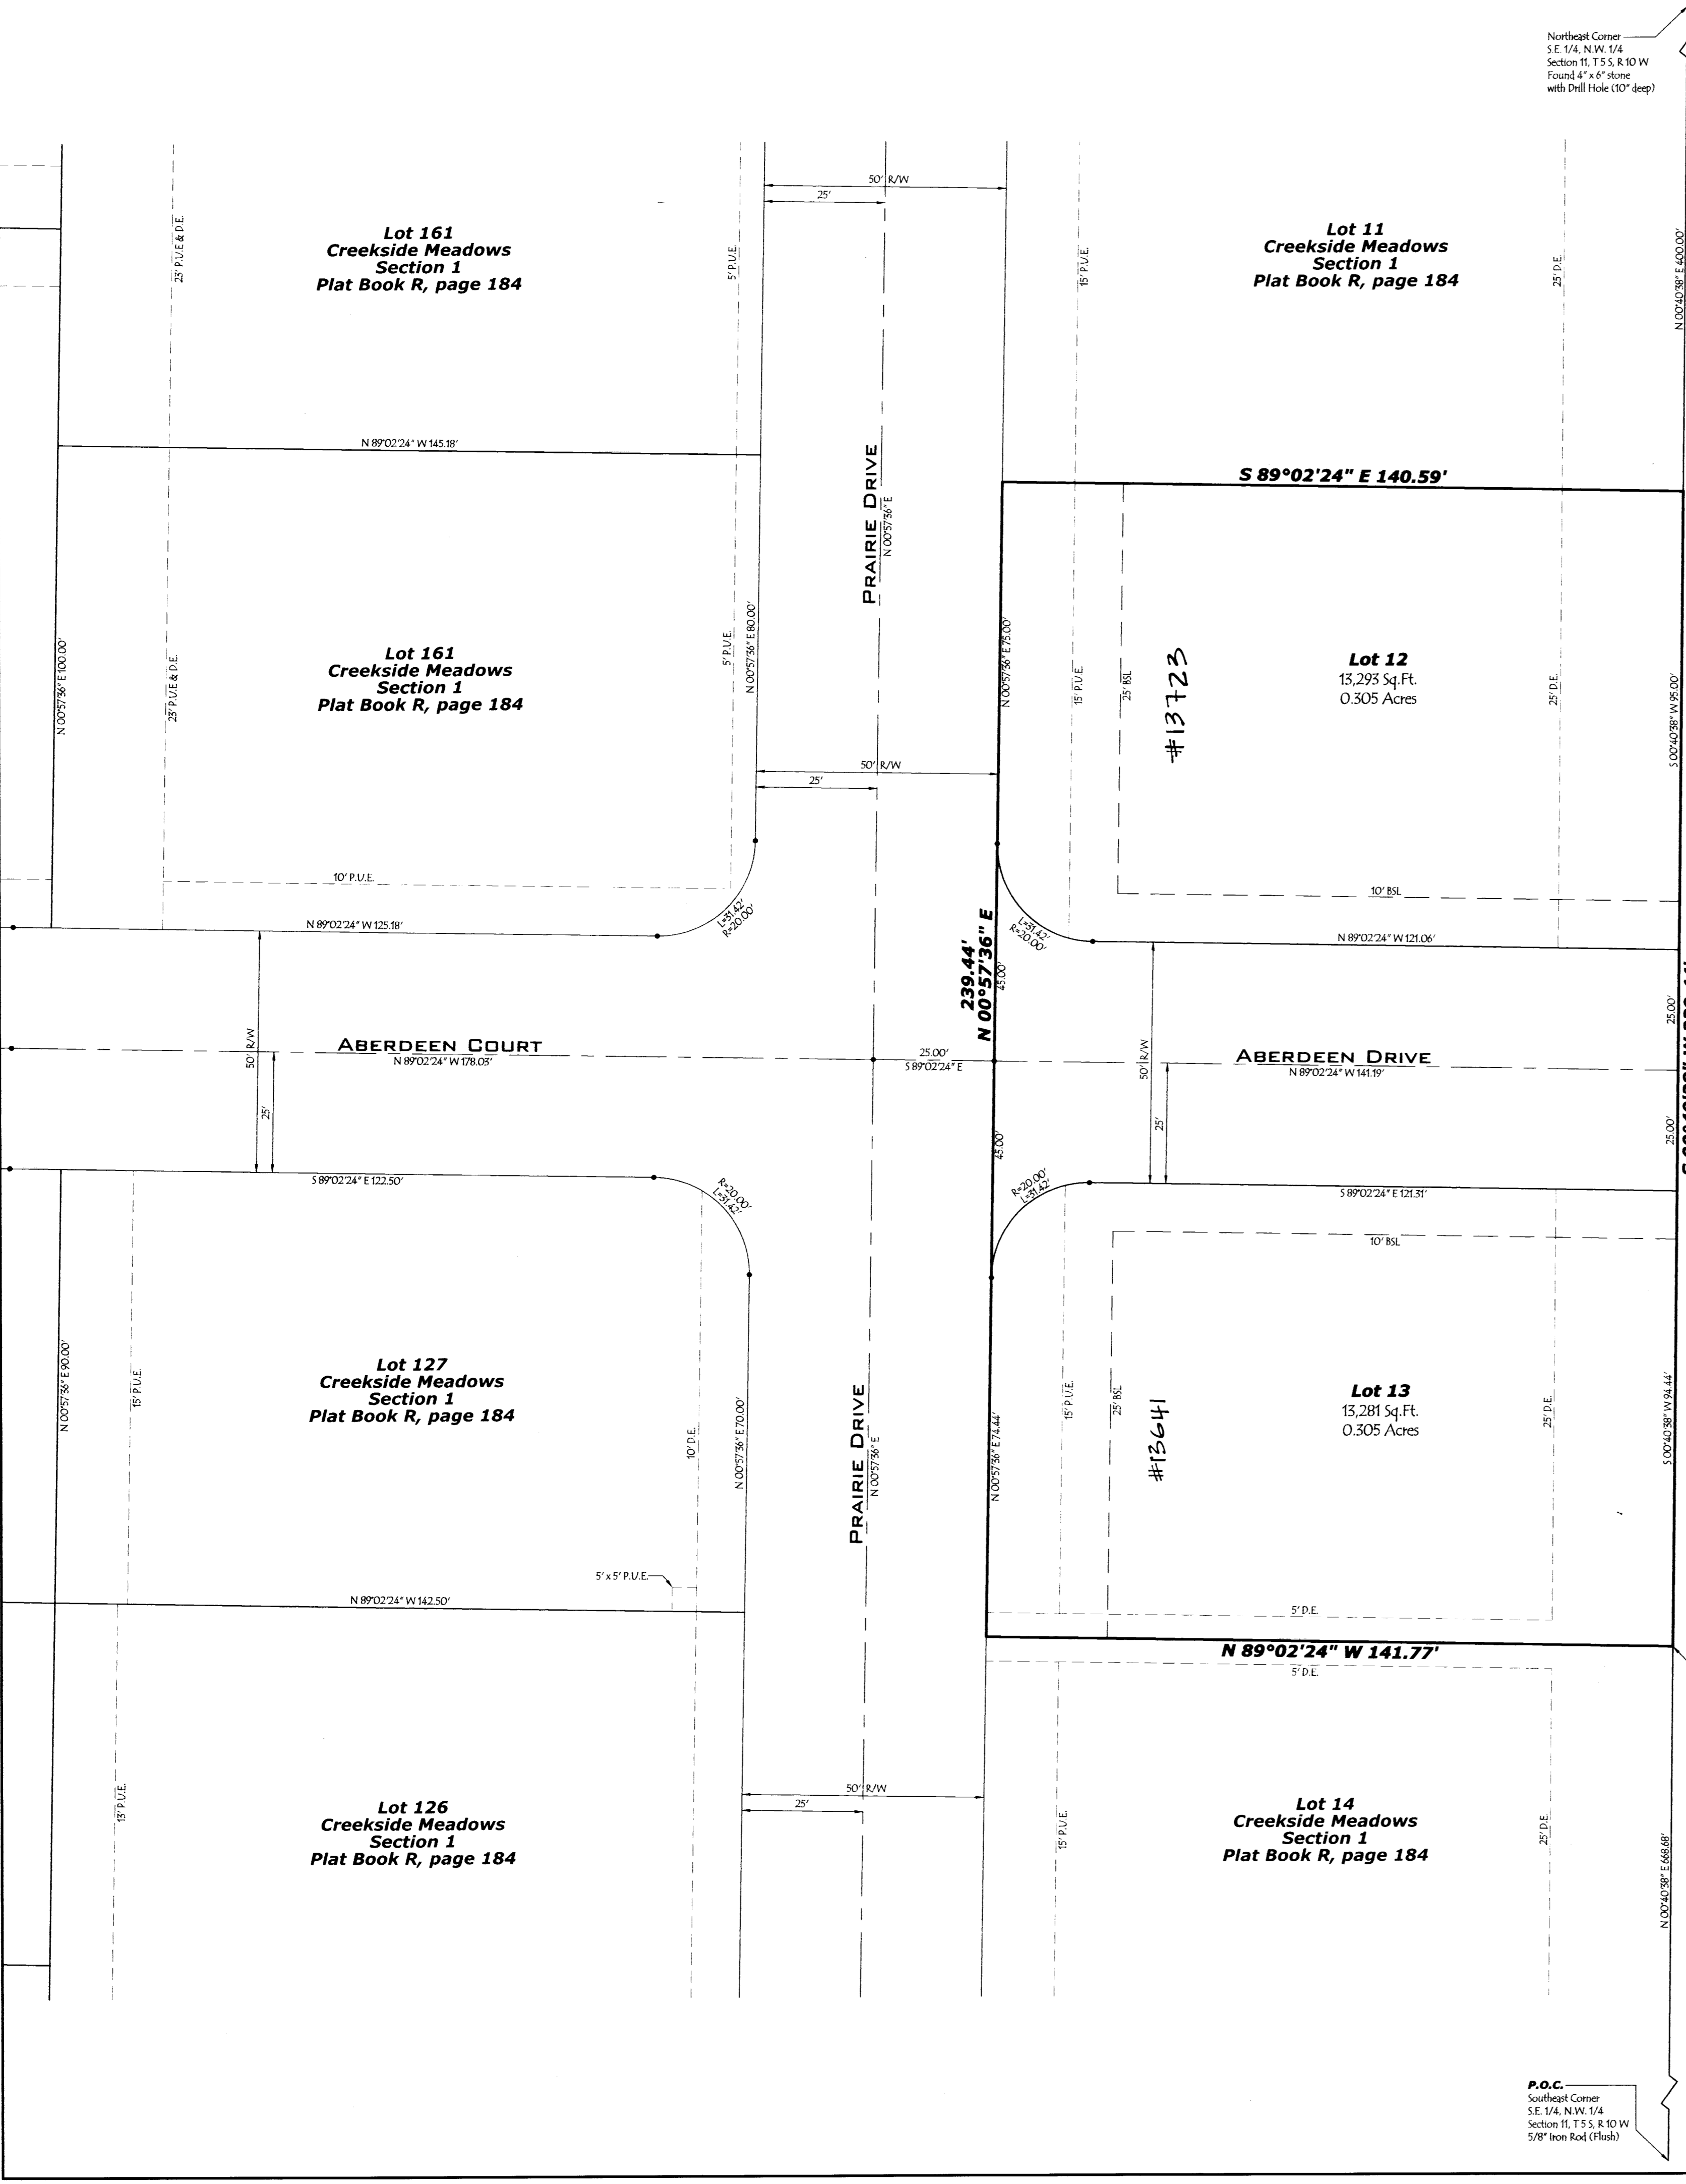 Northeast Corner
S.E. 1/4, N.W. 1/4
Section 11, T 5 S, R 10 W
Found 4" x 6" stone
with Drill Hole (10" deep)
50' R/W
25'
23' P.U.E & D.E.
Lot 161
Creekside Meadows
Section 1
Plat Book R, page 184
5' P.U.E.
15' P.U.E.
Lot 11
Creekside Meadows
Section 1
Plat Book R, page 184
25' D.E.
N 00°40'38" E 400.00'
N 89°02'24" W 145.18'
PRAIRIE DRIVE
N 00°57'36" E
S 89°02'24" E 140.59'
N 00°57'36" E 100.00'
23' P.U.E & D.E.
Lot 161
Creekside Meadows
Section 1
Plat Book R, page 184
5' P.U.E.
N 00°57'36" E 80.00'
N 00°57'36" E 75.00'
15' P.U.E.
25' BSL
#13723
Lot 12
13,293 Sq.Ft.
0.305 Acres
25' D.E.
S 00°40'38" W 95.00'
50' R/W
25'
10' P.U.E.
10' BSL
L=31.42'
R=20.00'
L=31.42'
R=20.00'
N 89°02'24" W 125.18'
N 89°02'24" W 121.06'
239.44'
N 00°57'36" E
45.00'
25.00'
50' R/W
25'
ABERDEEN COURT
N 89°02'24" W 178.03'
25.00'
S 89°02'24" E
50' R/W
25'
ABERDEEN DRIVE
N 89°02'24" W 141.19'
45.00'
25.00'
S 89°02'24" E 122.50'
R=20.00'
L=31.42'
R=20.00'
L=31.42'
S 89°02'24" E 121.31'
10' BSL
N 00°57'36" E 90.00'
15' P.U.E.
Lot 127
Creekside Meadows
Section 1
Plat Book R, page 184
10' D.E.
N 00°57'36" E 70.00'
PRAIRIE DRIVE
N 00°57'36" E
N 00°57'36" E 74.44'
15' P.U.E.
25' BSL
#13641
Lot 13
13,281 Sq.Ft.
0.305 Acres
25' D.E.
S 00°40'38" W 94.44'
5' x 5' P.U.E.
N 89°02'24" W 142.50'
5' D.E.
N 89°02'24" W 141.77'
5' D.E.
13' P.U.E.
Lot 126
Creekside Meadows
Section 1
Plat Book R, page 184
50' R/W
25'
15' P.U.E.
Lot 14
Creekside Meadows
Section 1
Plat Book R, page 184
25' D.E.
N 00°40'38" E 668.68'
P.O.C.
Southeast Corner
S.E. 1/4, N.W. 1/4
Section 11, T 5 S, R 10 W
5/8" Iron Rod (Flush)